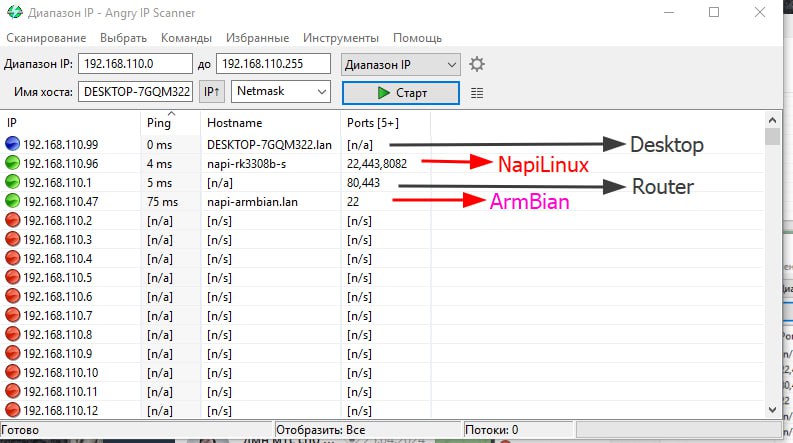 Диапазон IP - Angry IP Scanner
Сканирование Выбрать Команды Избранные Инструменты Помощь
Диапазон IP: 192.168.110.0 до 192.168.110.255 Диапазон IP
Имя хоста: DESKTOP-7GQM322 IP↑ Netmask Старт
IP Ping Hostname Ports [5+]
192.168.110.99 0 ms DESKTOP-7GQM322.lan [n/a] Desktop
192.168.110.96 4 ms napi-rk3308b-s 22,443,8082 NapiLinux
192.168.110.1 5 ms [n/a] 80,443 Router
192.168.110.47 75 ms napi-armbian.lan 22 ArmBian
192.168.110.2 [n/a] [n/s] [n/s]
192.168.110.3 [n/a] [n/s] [n/s]
192.168.110.4 [n/a] [n/s] [n/s]
192.168.110.5 [n/a] [n/s] [n/s]
192.168.110.6 [n/a] [n/s] [n/s]
192.168.110.7 [n/a] [n/s] [n/s]
192.168.110.8 [n/a] [n/s] [n/s]
192.168.110.9 [n/a] [n/s] [n/s]
192.168.110.10 [n/a] [n/s] [n/s]
192.168.110.11 [n/a] [n/s] [n/s]
192.168.110.12 [n/a] [n/s] [n/s]
Готово Отобразить: Все Потоки: 0